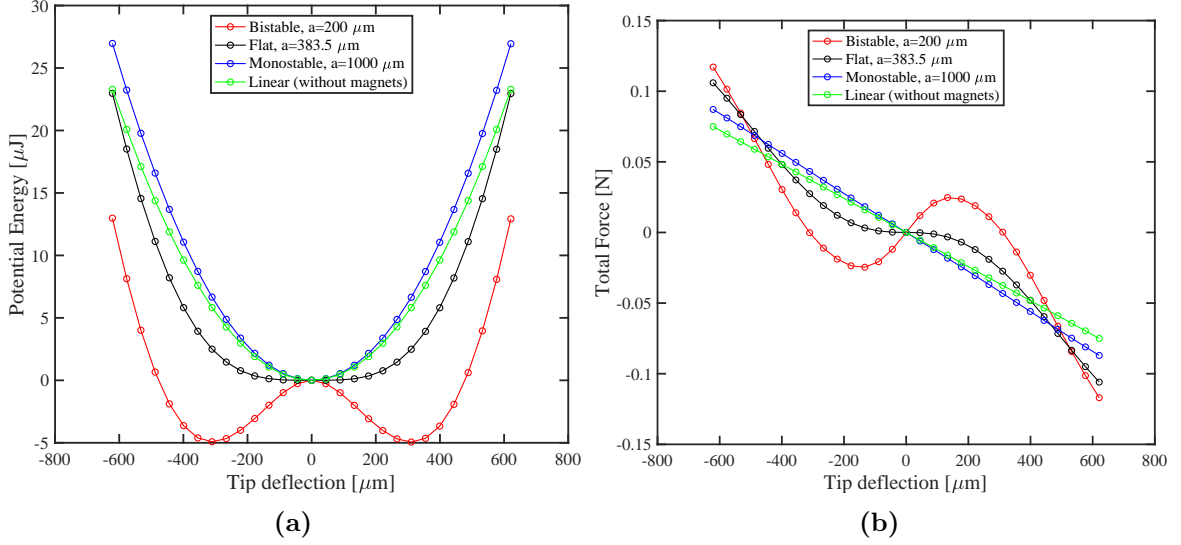 30
25
20
15
10
5
0
-5
-800
-600
-400
-200
0
200
400
600
800
Potential Energy [μJ]
Tip deflection [μm]
Bistable, a=200 μm
Flat, a=383.5 μm
Monostable, a=1000 μm
Linear (without magnets)
(a)
0.15
0.1
0.05
0
-0.05
-0.1
-0.15
-800
-600
-400
-200
0
200
400
600
800
Total Force [N]
Tip deflection [μm]
Bistable, a=200 μm
Flat, a=383.5 μm
Monostable, a=1000 μm
Linear (without magnets)
(b)